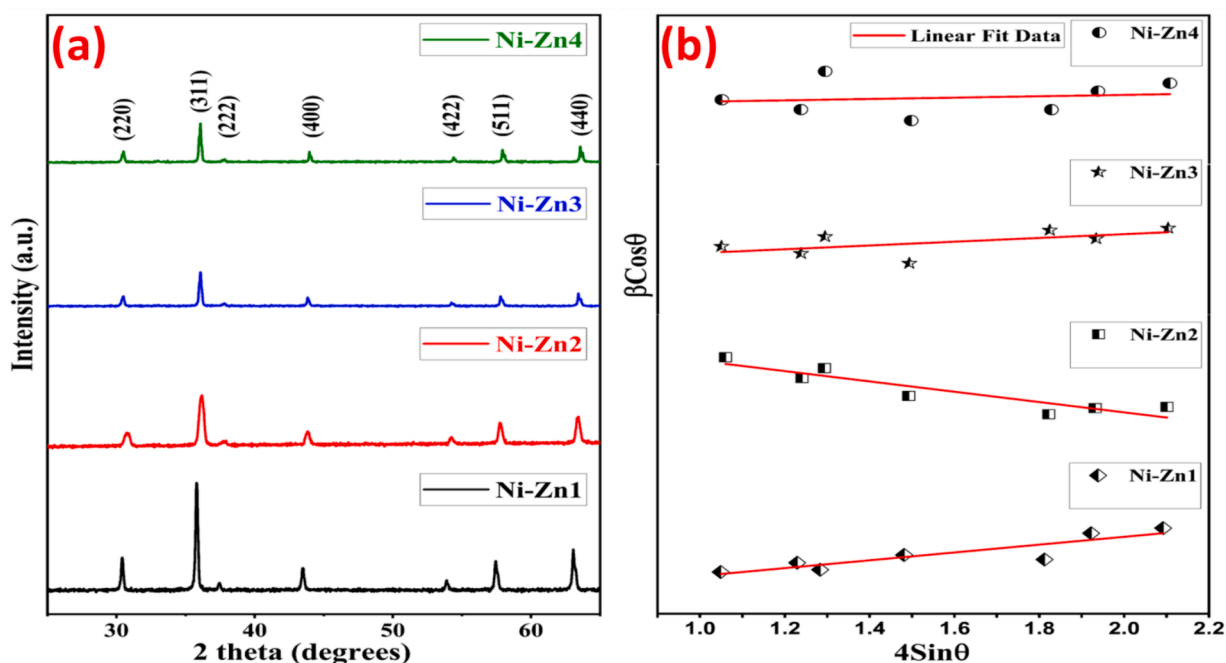 (a)
Ni-Zn4
(220)
(311)
(222)
(400)
(422)
(511)
(440)
Ni-Zn3
Ni-Zn2
Ni-Zn1
Intensity (a.u.)
30
40
50
60
2 theta (degrees)
(b)
Linear Fit Data
Ni-Zn4
Ni-Zn3
Ni-Zn2
Ni-Zn1
βCosθ
1.0
1.2
1.4
1.6
1.8
2.0
2.2
4Sinθ